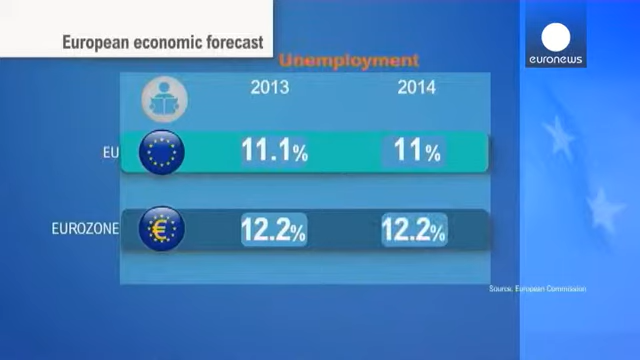 European economic forecast
euronews
Unemployment
2013 2014
EU 11.1% 11%
EUROZONE 12.2% 12.2%
Source: European Commission